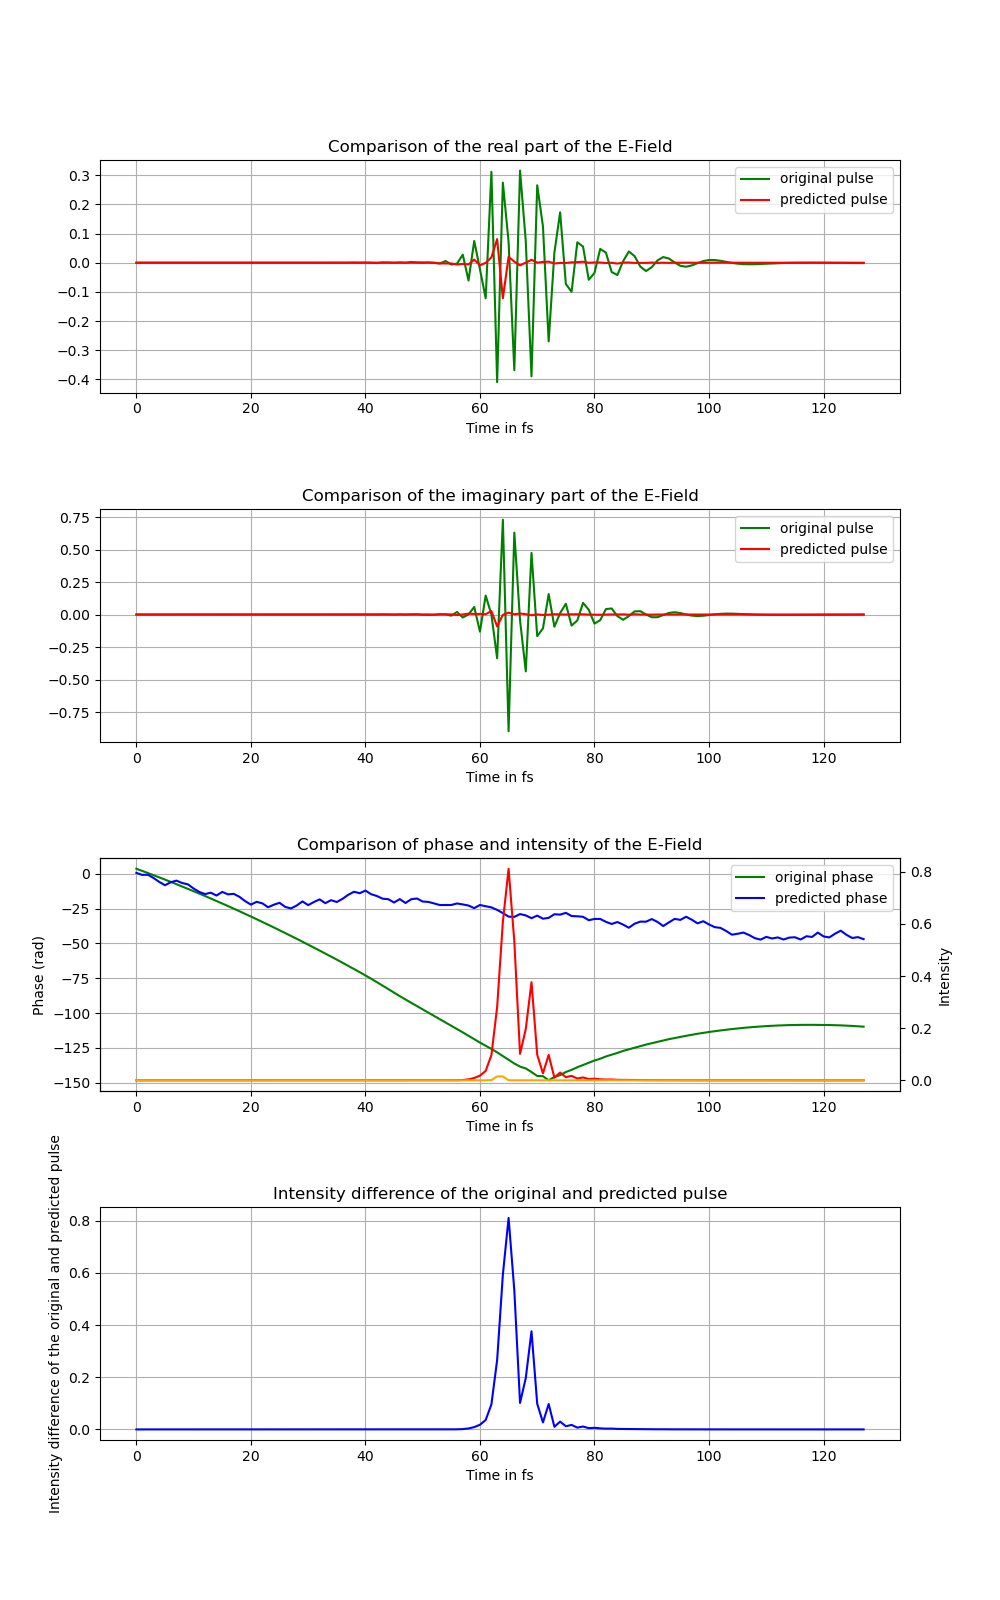 Comparison of the real part of the E-Field
0.3
0.2
0.1
0.0
−0.1
−0.2
−0.3
−0.4
original pulse
predicted pulse
0 20 40 60 80 100 120
Time in fs
Comparison of the imaginary part of the E-Field
0.75
0.50
0.25
0.00
−0.25
−0.50
−0.75
original pulse
predicted pulse
0 20 40 60 80 100 120
Time in fs
Comparison of phase and intensity of the E-Field
Phase (rad)
0
−25
−50
−75
−100
−125
−150
original phase
predicted phase
0.8
0.6
0.4
0.2
0.0
Intensity
0 20 40 60 80 100 120
Time in fs
Intensity difference of the original and predicted pulse
Intensity difference of the original and predicted pulse
0.8
0.6
0.4
0.2
0.0
0 20 40 60 80 100 120
Time in fs